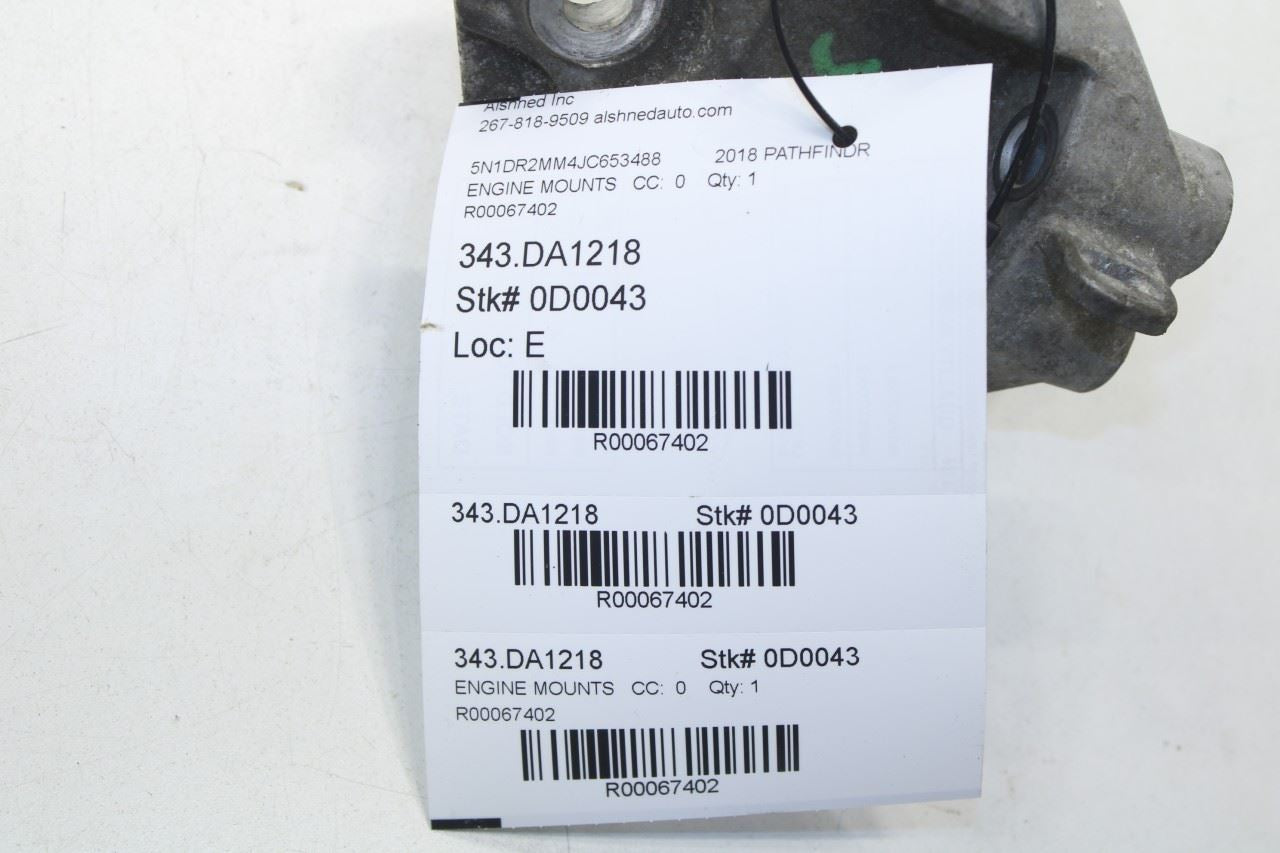 Alshned Inc
267-818-9509 alshnedauto.com
5N1DR2MM4JC653488 2018 PATHFINDR
ENGINE MOUNTS CC: 0 Qty: 1
R00067402
343.DA1218
Stk# 0D0043
Loc: E
R00067402
343.DA1218 Stk# 0D0043
R00067402
343.DA1218 Stk# 0D0043
ENGINE MOUNTS CC: 0 Qty: 1
R00067402
R00067402